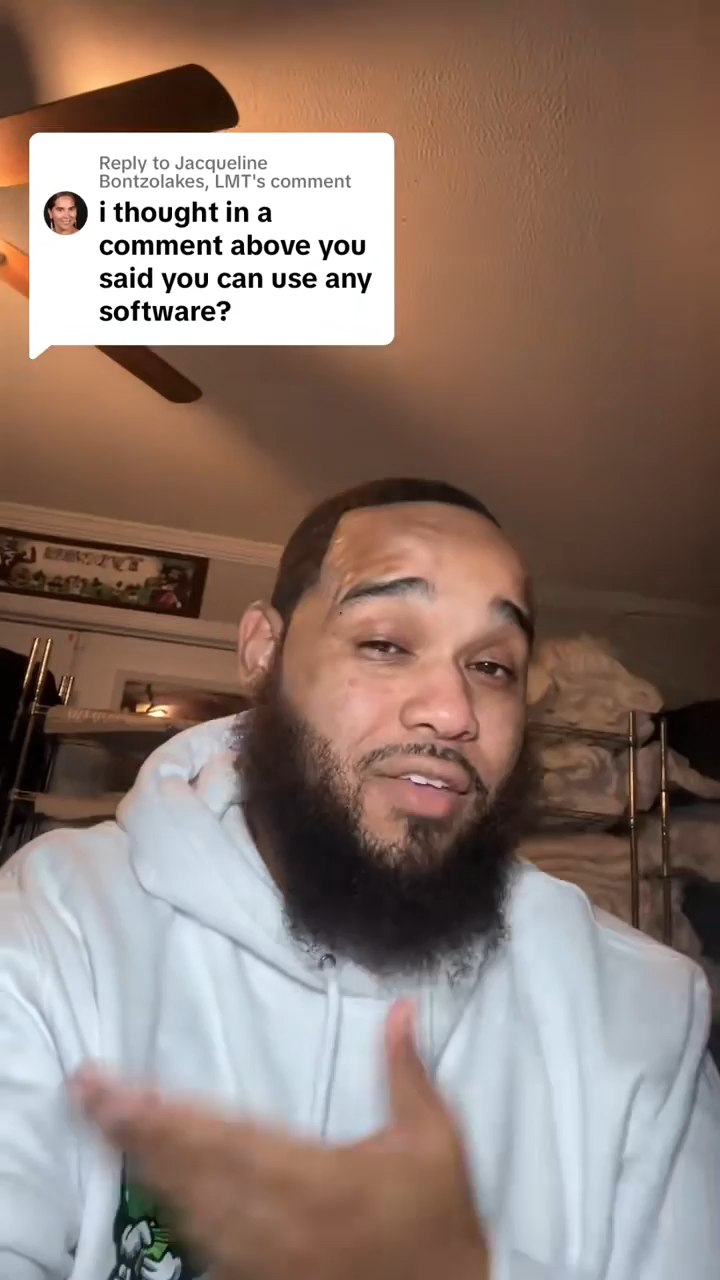 Reply to Jacqueline
Bontzolakes, LMT's comment
i thought in a
comment above you
said you can use any
software?